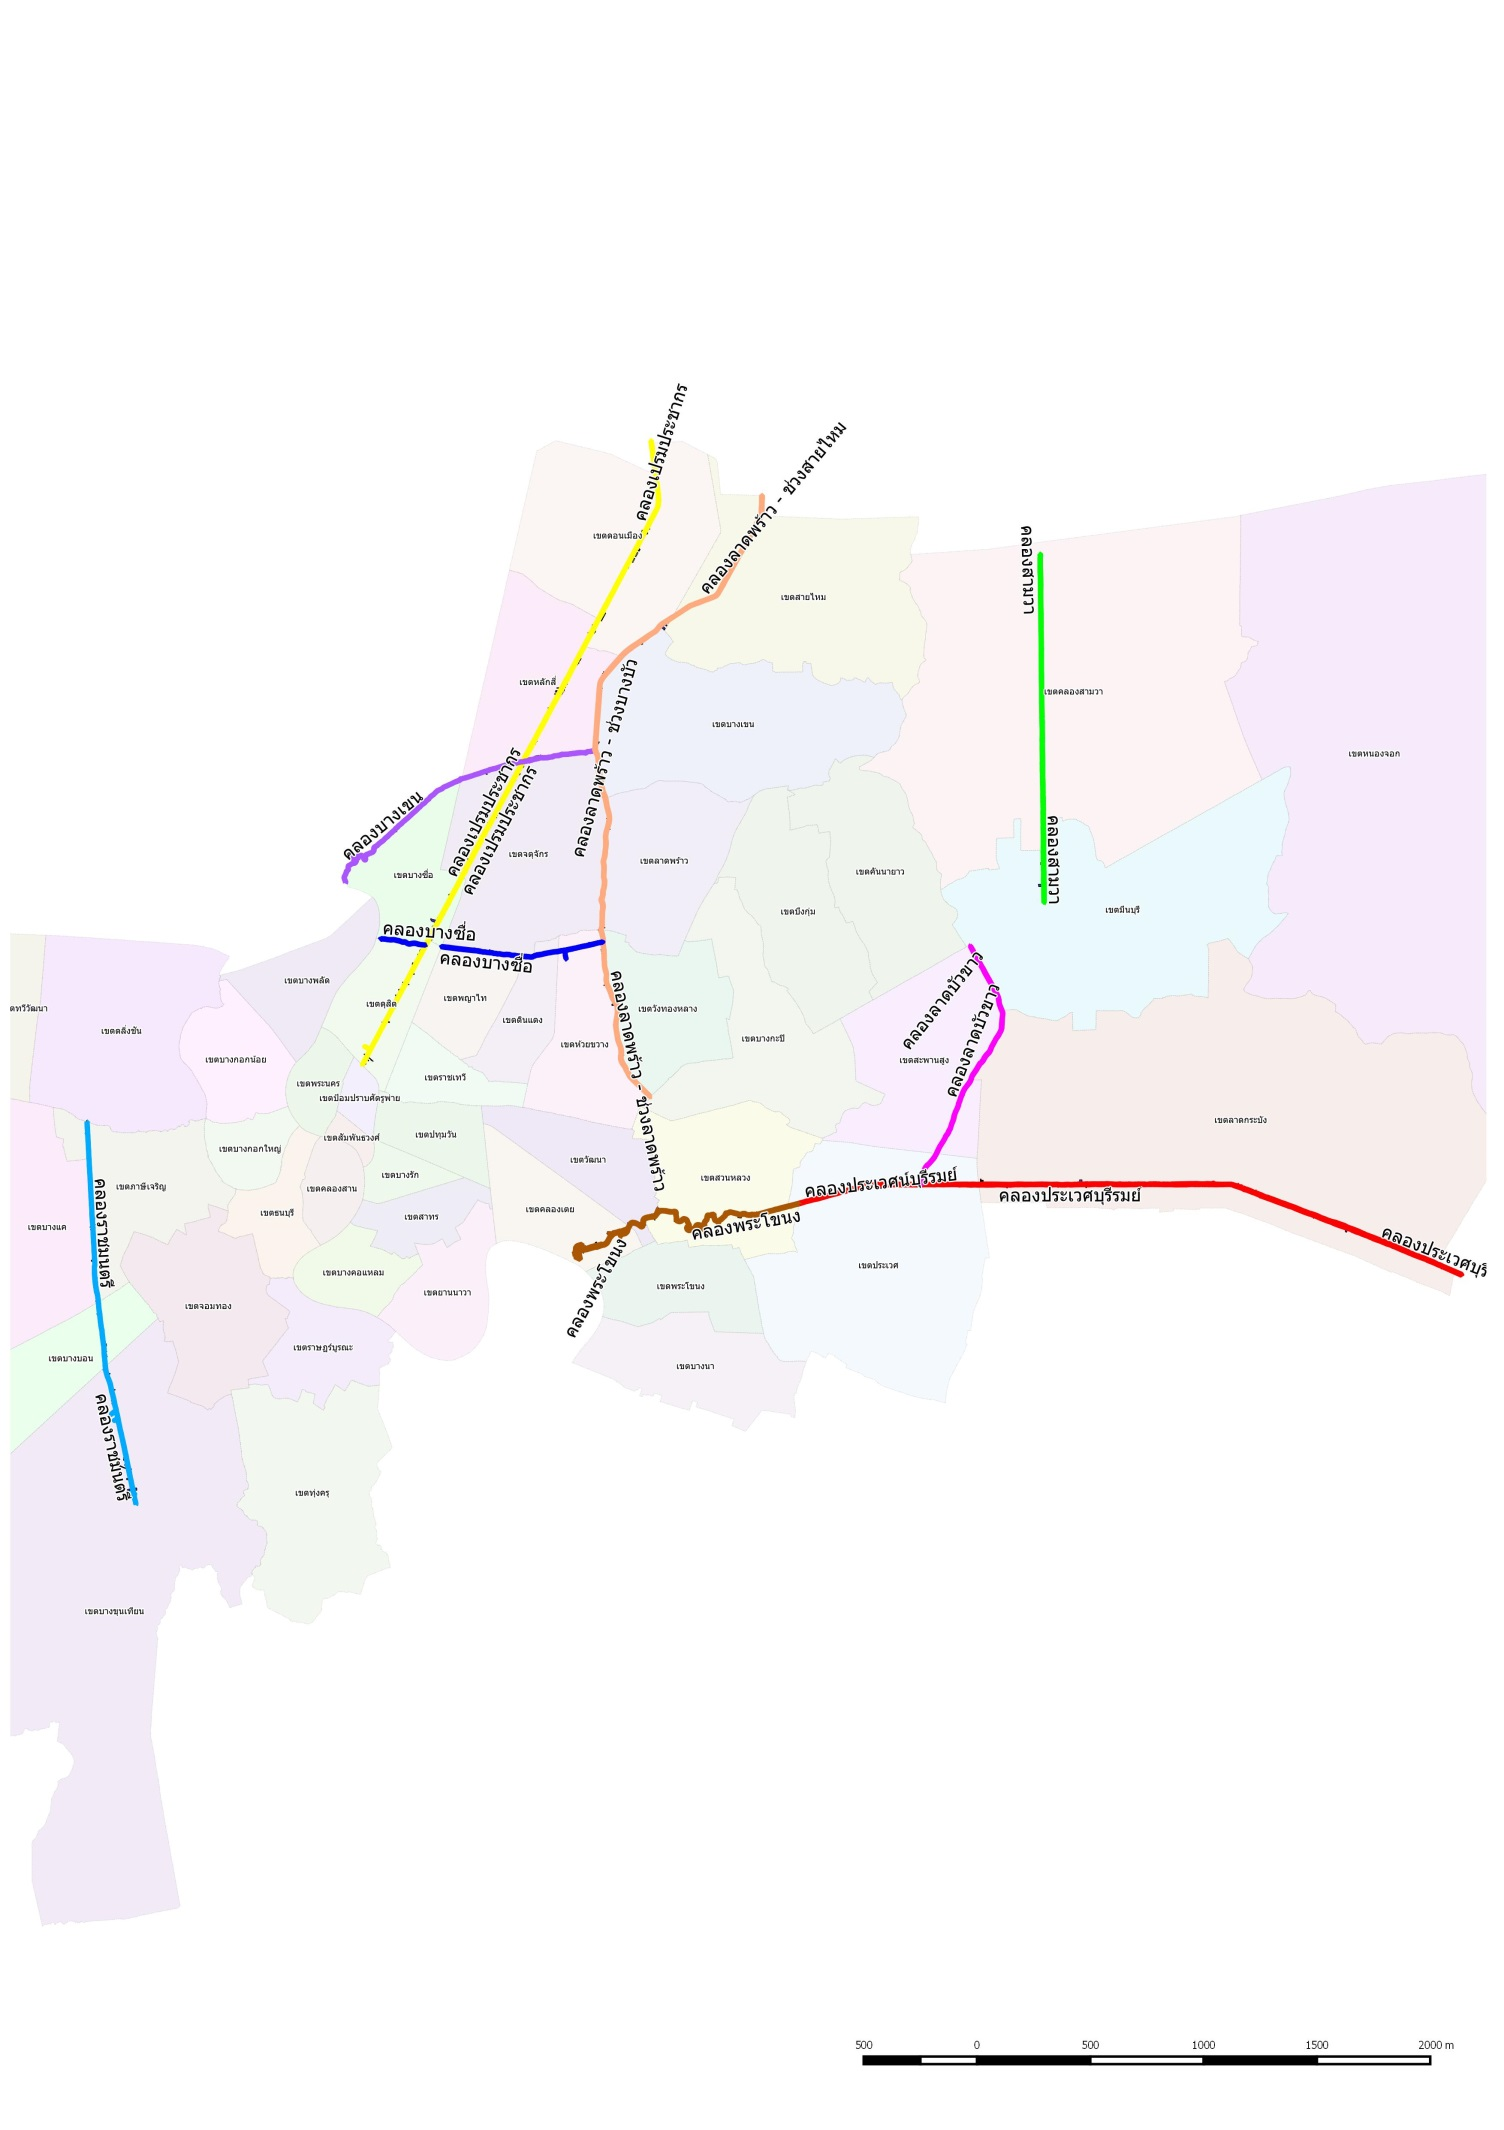 คลองเปรมประชากร
คลองลาดพร้าว - ช่วงสายไหม
เขตดอนเมือง
คลองสามวา
เขตสายไหม
เขตหลักสี่
เขตคลองสามวา
คลองลาดพร้าว - ช่วงบางบัว
เขตบางเขน
เขตหนองจอก
คลองเปรมประชากร
คลองเปรมประชากร
คลองบางเขน
คลองสามวา
เขตจตุจักร
เขตลาดพร้าว
เขตบางซื่อ
เขตคันนายาว
เขตบึงกุ่ม
เขตมีนบุรี
คลองบางซื่อ
คลองบางซื่อ
เขตบางพลัด
เขตดุสิต
เขตพญาไท
เขตดินแดง
เขตวังทองหลาง
คลองลาดบัวขาว
คลองลาดบัวขาว
ตทวีวัฒนา
เขตตลิ่งชัน
เขตบางกอกน้อย
เขตห้วยขวาง
เขตบางกะปิ
เขตสะพานสูง
คลองลาดพร้าว - ช่วงลาดพร้าว
เขตพระนคร
เขตราชเทวี
เขตป้อมปราบศัตรูพ่าย
เขตลาดกระบัง
เขตสัมพันธวงศ์
เขตปทุมวัน
เขตบางกอกใหญ่
เขตวัฒนา
เขตสวนหลวง
เขตภาษีเจริญ
เขตคลองสาน
เขตบางรัก
คลองประเวศน์บุรีรมย์
คลองประเวศบุรีรมย์
คลองราชมนตรี
เขตบางแค
เขตธนบุรี
เขตสาทร
เขตคลองเตย
คลองพระโขนง
คลองพระโขนง
คลองประเวศบุรี
เขตบางคอแหลม
เขตประเวศ
เขตจอมทอง
เขตยานนาวา
เขตพระโขนง
เขตราษฎร์บูรณะ
เขตบางบอน
เขตบางนา
คลองราชมนตรี
เขตทุ่งครุ
เขตบางขุนเทียน
500 0 500 1000 1500 2000 m